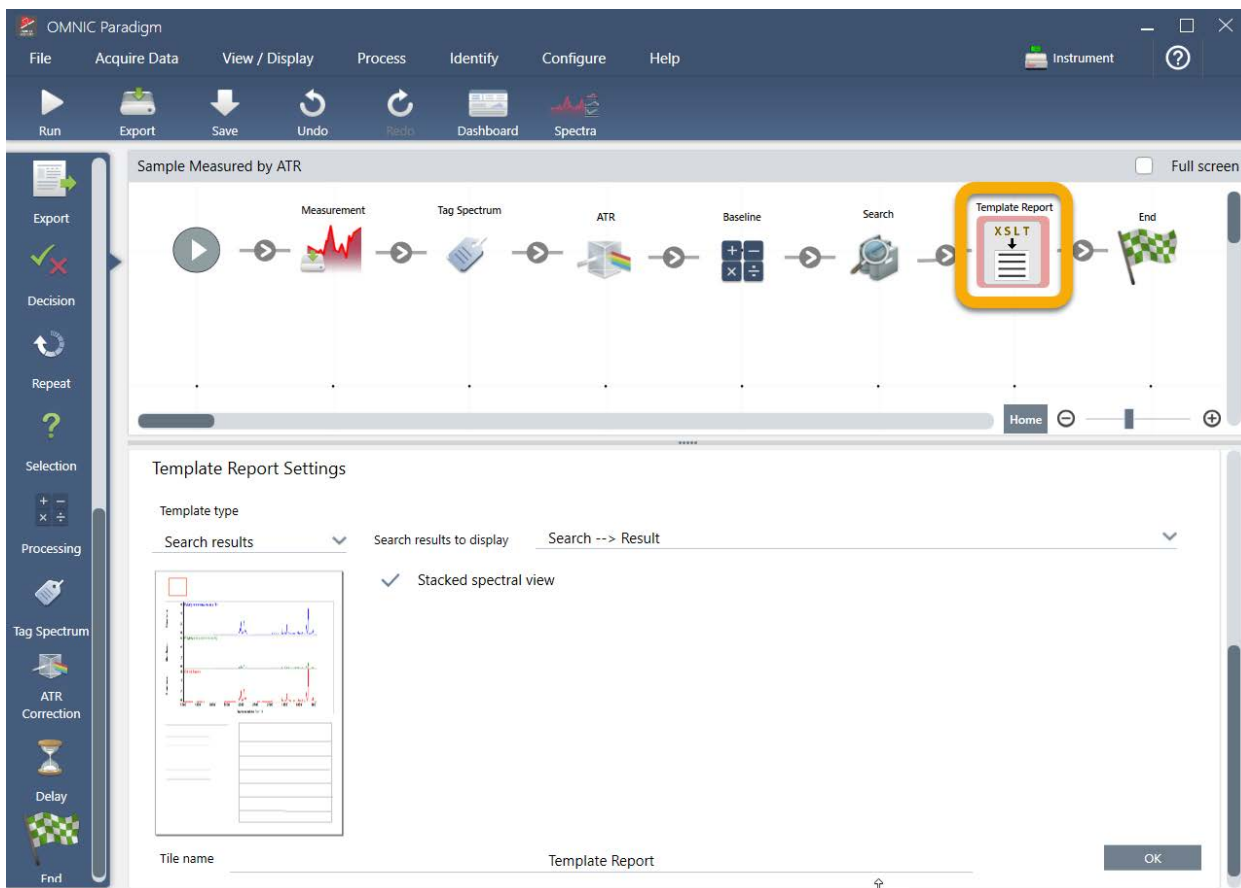 OMNIC Paradigm
File Acquire Data View / Display Process Identify Configure Help Instrument
Run Export Save Undo Redo Dashboard Spectra
Sample Measured by ATR Full screen
Export
Decision
Repeat
Selection
Processing
Tag Spectrum
ATR
Correction
Delay
End
Measurement Tag Spectrum ATR Baseline Search Template Report End
XSLT
Home
Template Report Settings
Template type
Search results Search results to display Search --> Result
Stacked spectral view
Tile name Template Report OK